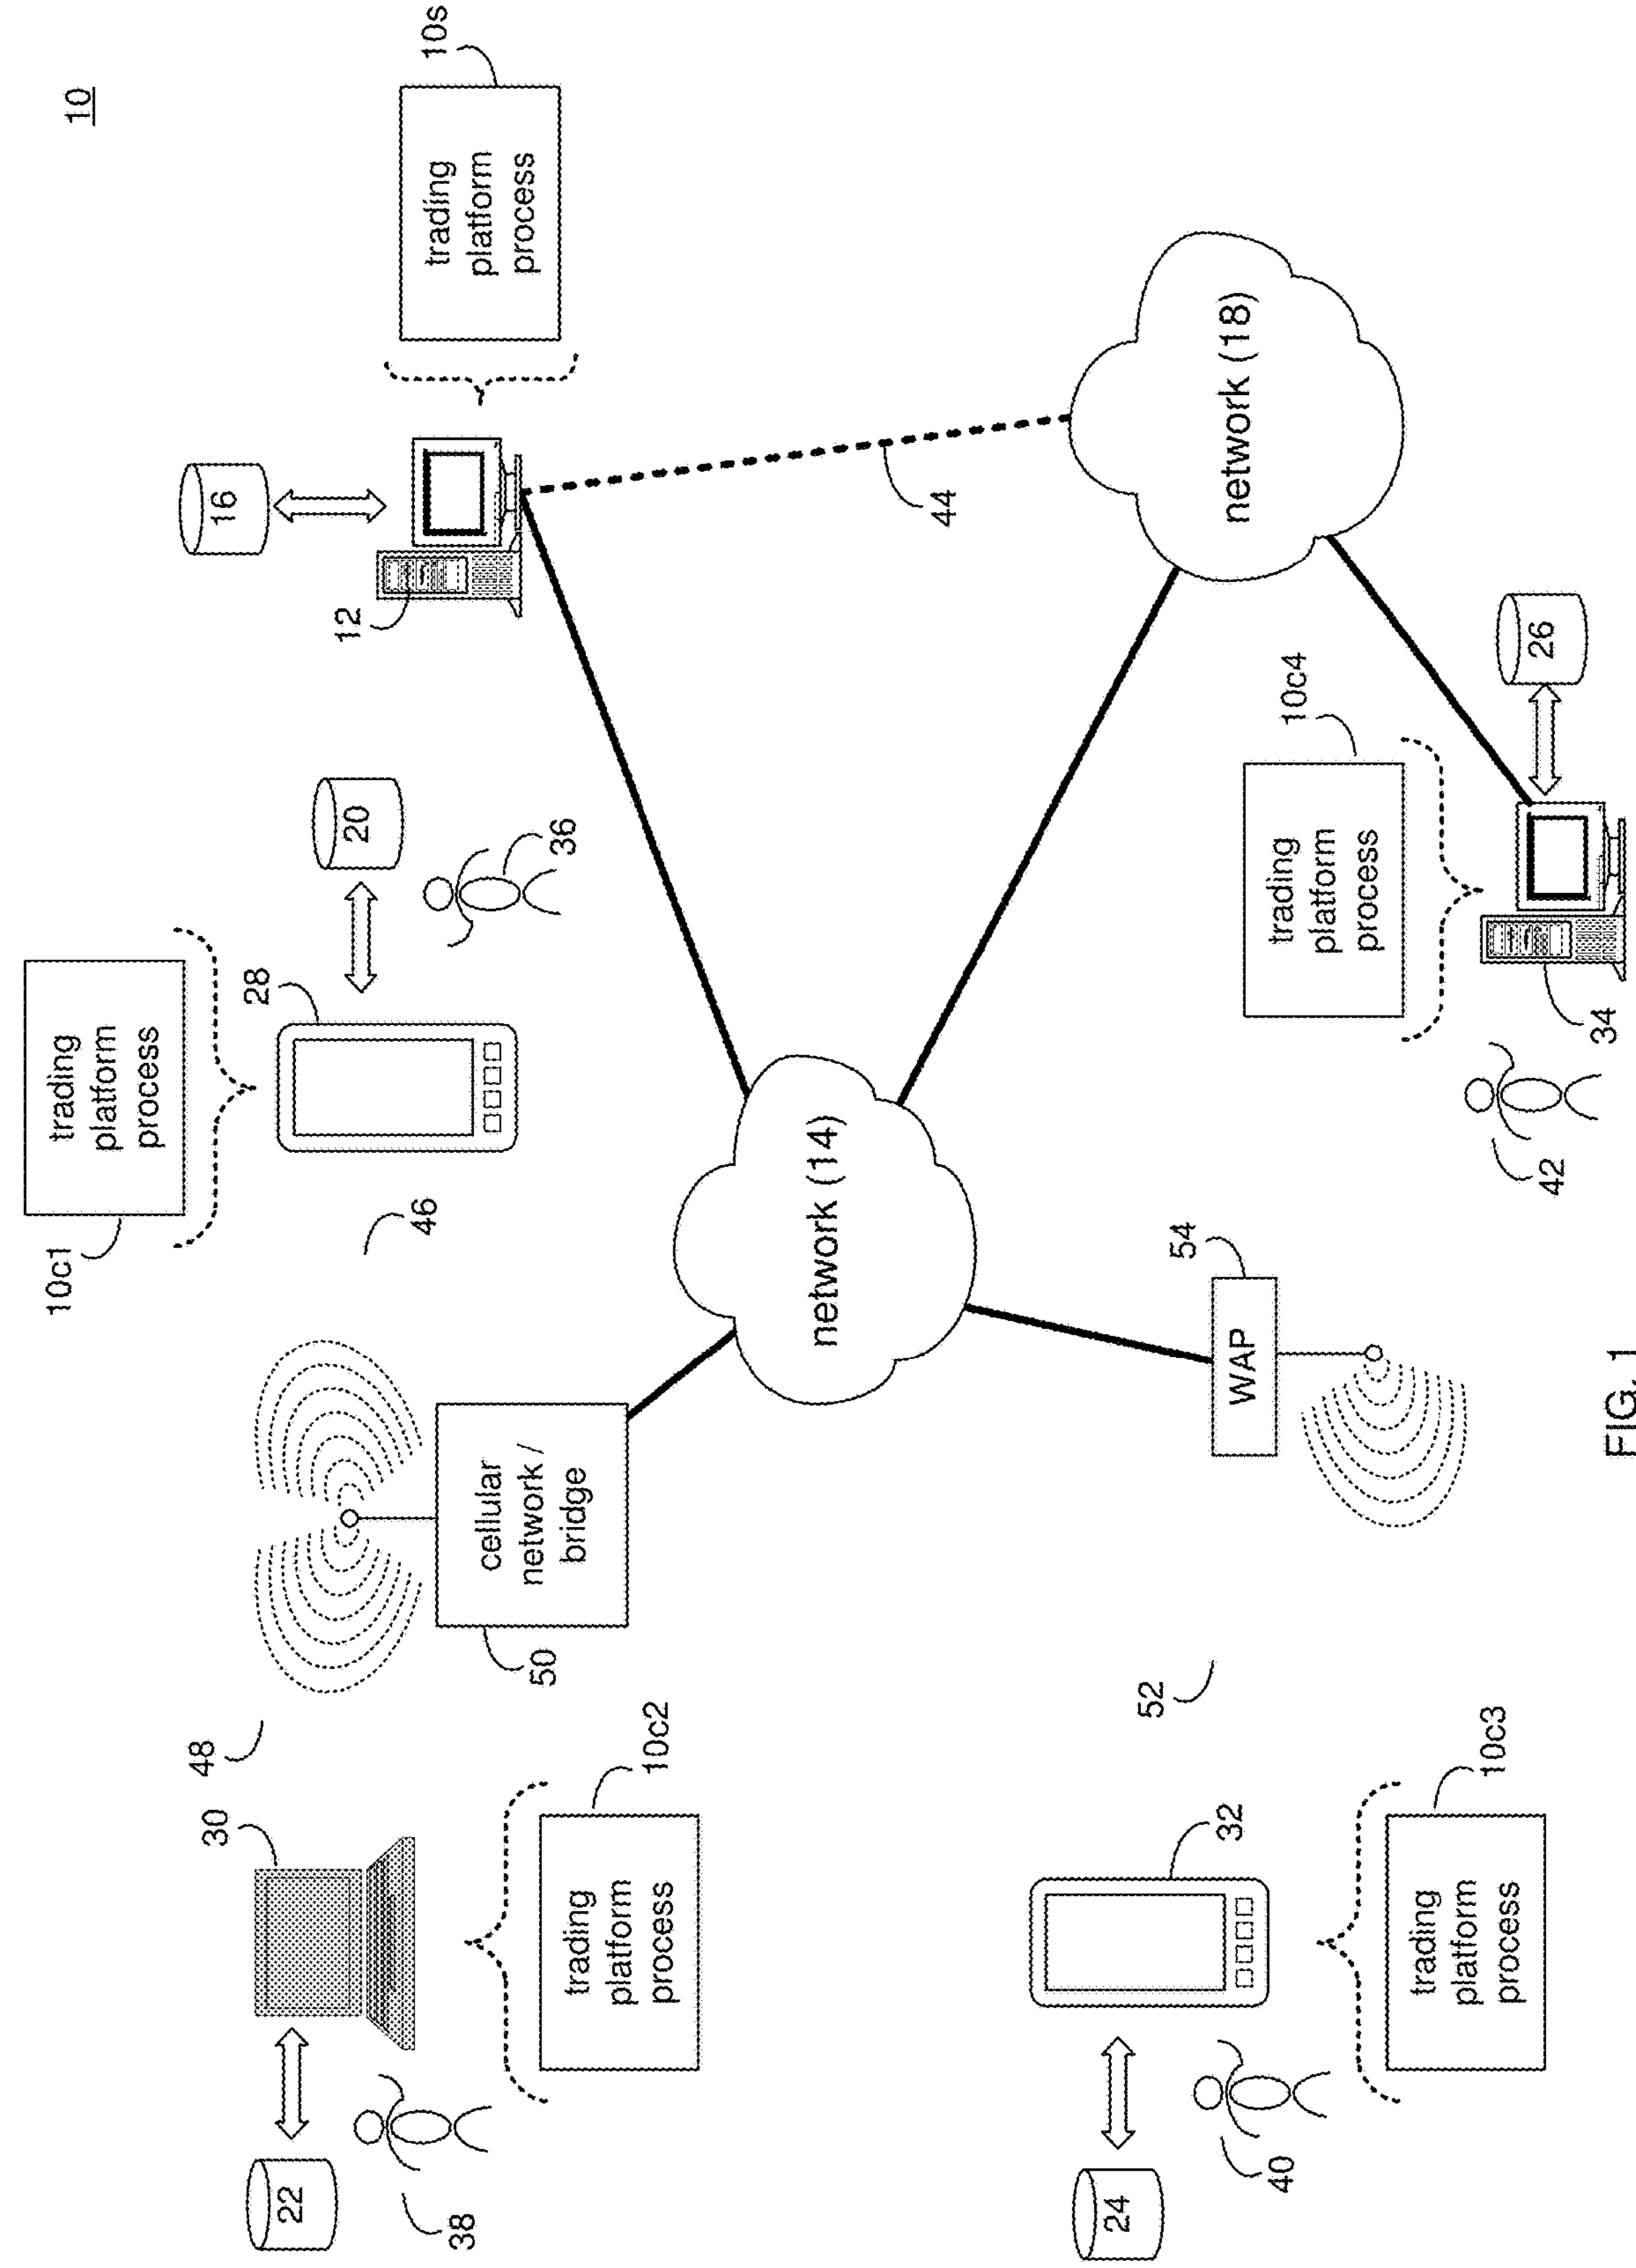 10
10c1
trading
platform
process
28
20
36
46
16
12
trading
platform
process
10s
48
30
22
38
trading
platform
process
10c2
cellular
network /
bridge
50
network (14)
44
network (18)
52
WAP
54
24
40
32
trading
platform
process
10c3
42
34
trading
platform
process
10c4
26
FIG. 1